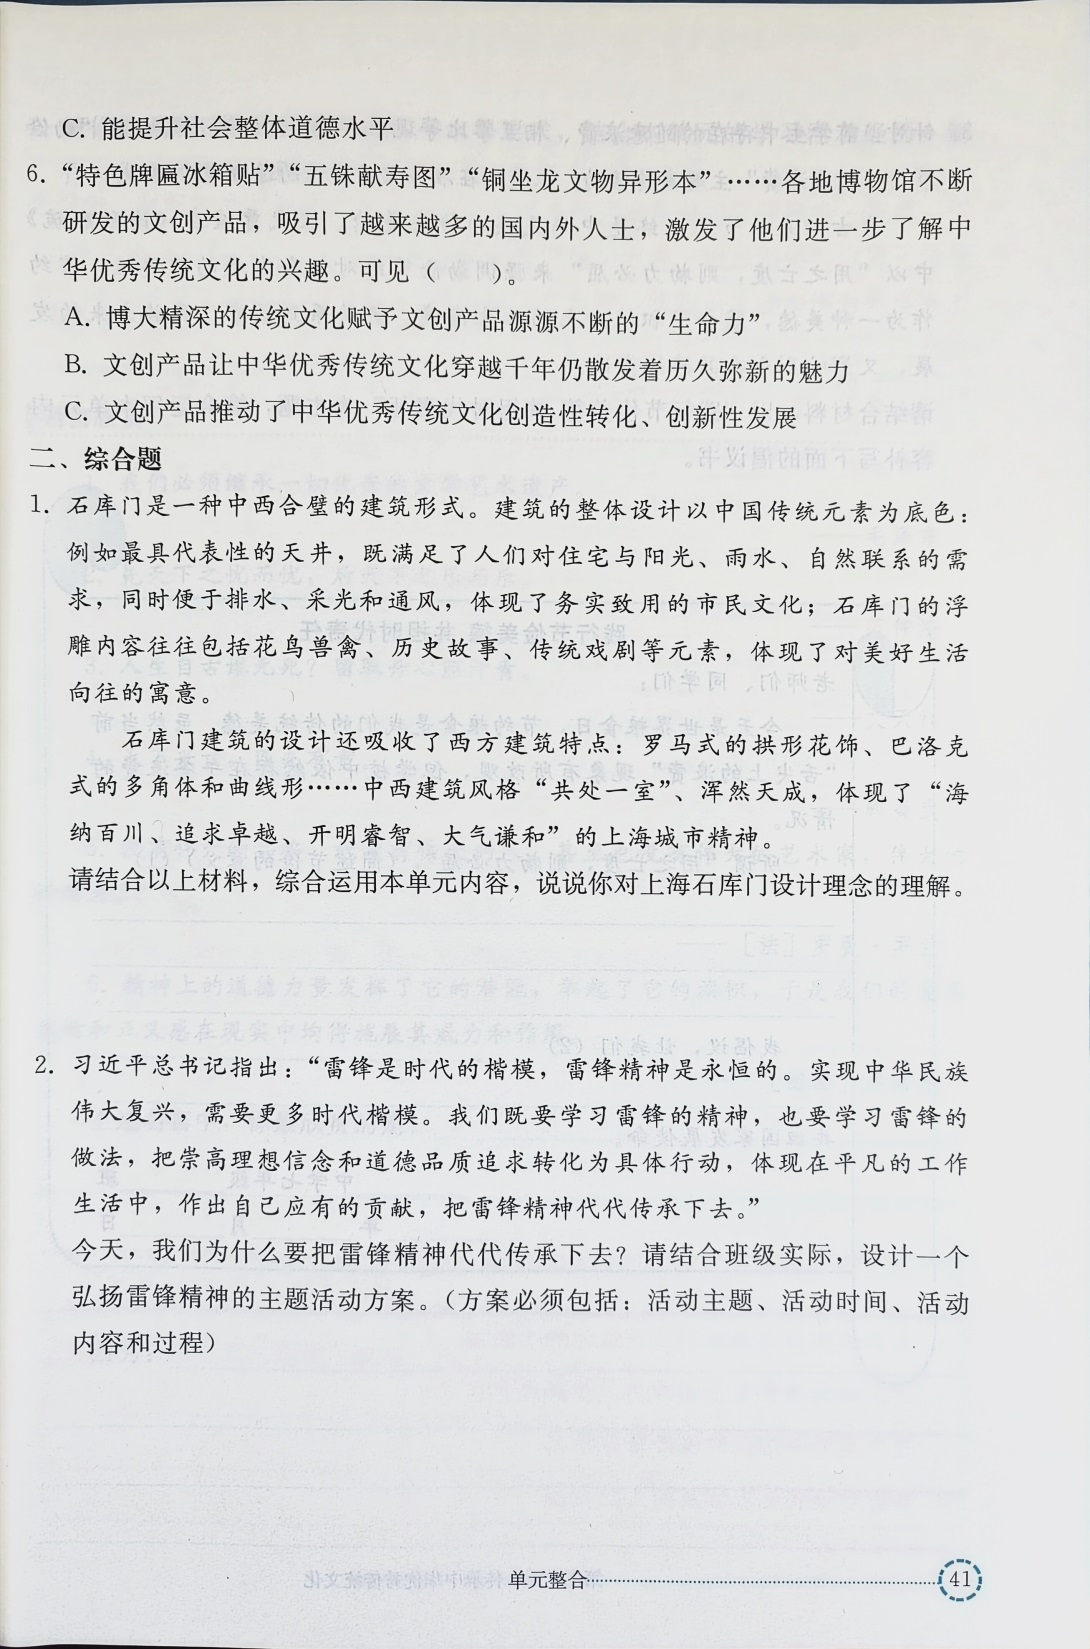 C. 能提升社会整体道德水平
6. “特色牌匾冰箱贴”“五铢献寿图”“铜坐龙文物异形本”……各地博物馆不断
研发的文创产品，吸引了越来越多的国内外人士，激发了他们进一步了解中
华优秀传统文化的兴趣。可见（　　）。
A. 博大精深的传统文化赋予文创产品源源不断的“生命力”
B. 文创产品让中华优秀传统文化穿越千年仍散发着历久弥新的魅力
C. 文创产品推动了中华优秀传统文化创造性转化、创新性发展
二、综合题
1. 石库门是一种中西合璧的建筑形式。建筑的整体设计以中国传统元素为底色：
例如最具代表性的天井，既满足了人们对住宅与阳光、雨水、自然联系的需
求，同时便于排水、采光和通风，体现了务实致用的市民文化；石库门的浮
雕内容往往包括花鸟兽禽、历史故事、传统戏剧等元素，体现了对美好生活
向往的寓意。
石库门建筑的设计还吸收了西方建筑特点：罗马式的拱形花饰、巴洛克
式的多角体和曲线形……中西建筑风格“共处一室”、浑然天成，体现了“海
纳百川、追求卓越、开明睿智、大气谦和”的上海城市精神。
请结合以上材料，综合运用本单元内容，说说你对上海石库门设计理念的理解。
2. 习近平总书记指出：“雷锋是时代的楷模，雷锋精神是永恒的。实现中华民族
伟大复兴，需要更多时代楷模。我们既要学习雷锋的精神，也要学习雷锋的
做法，把崇高理想信念和道德品质追求转化为具体行动，体现在平凡的工作
生活中，作出自己应有的贡献，把雷锋精神代代传承下去。”
今天，我们为什么要把雷锋精神代代传承下去？请结合班级实际，设计一个
弘扬雷锋精神的主题活动方案。（方案必须包括：活动主题、活动时间、活动
内容和过程）
单元整合 41